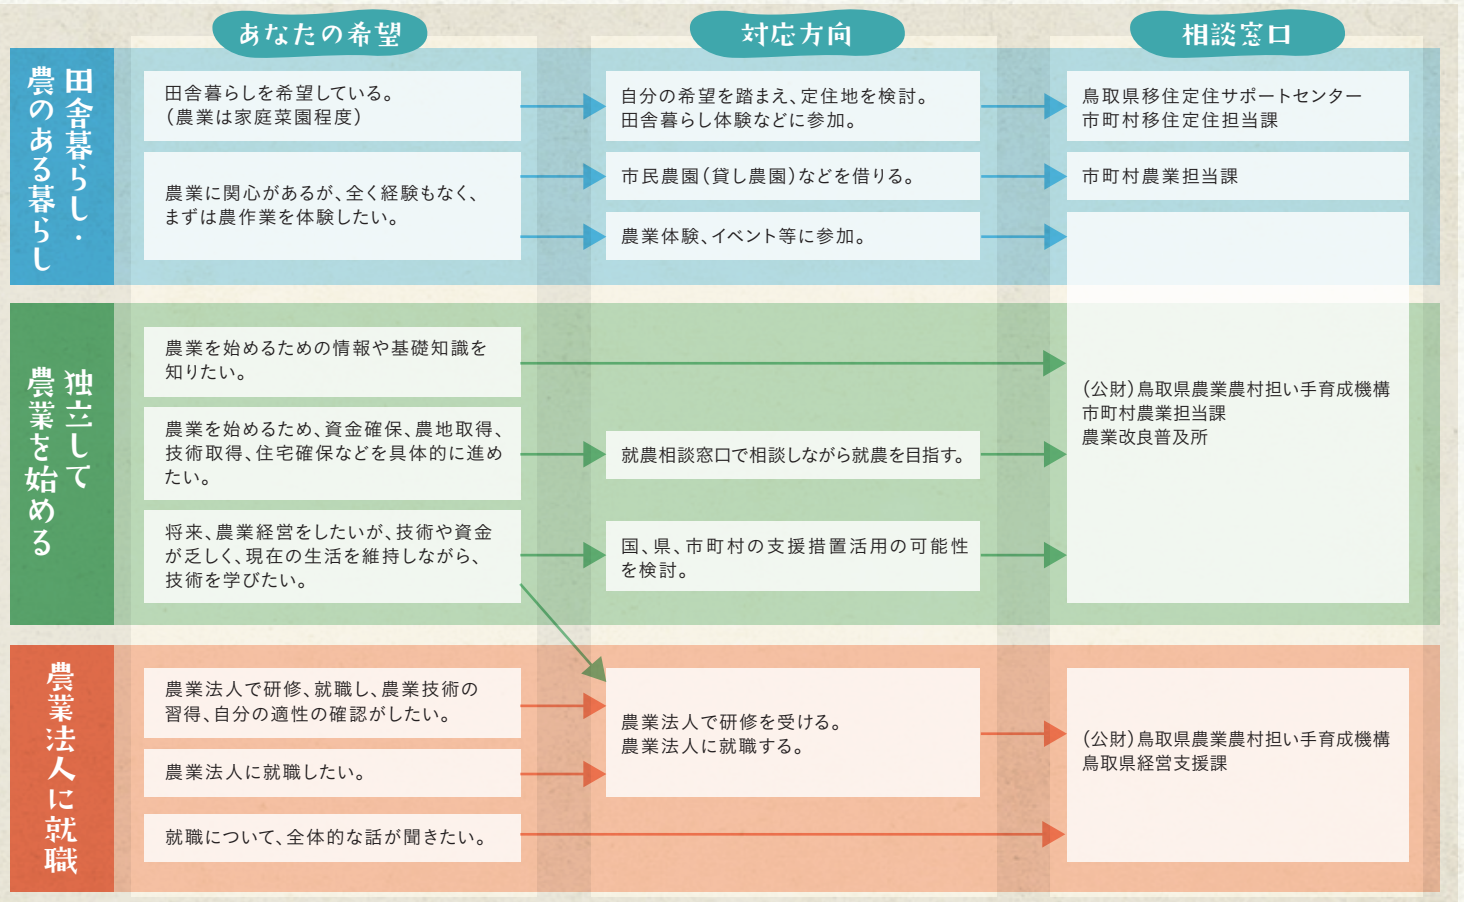 あなたの希望
対応方向
相談窓口
田舎暮らし・
農のある暮らし
田舎暮らしを希望している。
(農業は家庭菜園程度)
自分の希望を踏まえ、定住地を検討。
田舎暮らし体験などに参加。
鳥取県移住定住サポートセンター
市町村移住定住担当課
農業に関心があるが、全く経験もなく、
まずは農作業を体験したい。
市民農園(貸し農園)などを借りる。
市町村農業担当課
農業体験、イベント等に参加。
独立して
農業を始める
農業を始めるための情報や基礎知識を
知りたい。
農業を始めるため、資金確保、農地取得、
技術取得、住宅確保などを具体的に進め
たい。
就農相談窓口で相談しながら就農を目指す。
将来、農業経営をしたいが、技術や資金
が乏しく、現在の生活を維持しながら、
技術を学びたい。
国、県、市町村の支援措置活用の可能性
を検討。
(公財)鳥取県農業農村担い手育成機構
市町村農業担当課
農業改良普及所
農業法人に就職
農業法人で研修、就職し、農業技術の
習得、自分の適性の確認がしたい。
農業法人に就職したい。
就職について、全体的な話が聞きたい。
農業法人で研修を受ける。
農業法人に就職する。
(公財)鳥取県農業農村担い手育成機構
鳥取県経営支援課